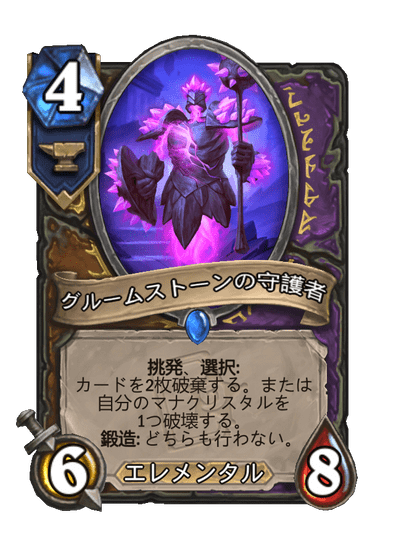 4
グルームストーンの守護者
挑発、選択:
カードを2枚破棄する。または
自分のマナクリスタルを
1つ破壊する。
鍛造: どちらも行わない。
6
エレメンタル
8